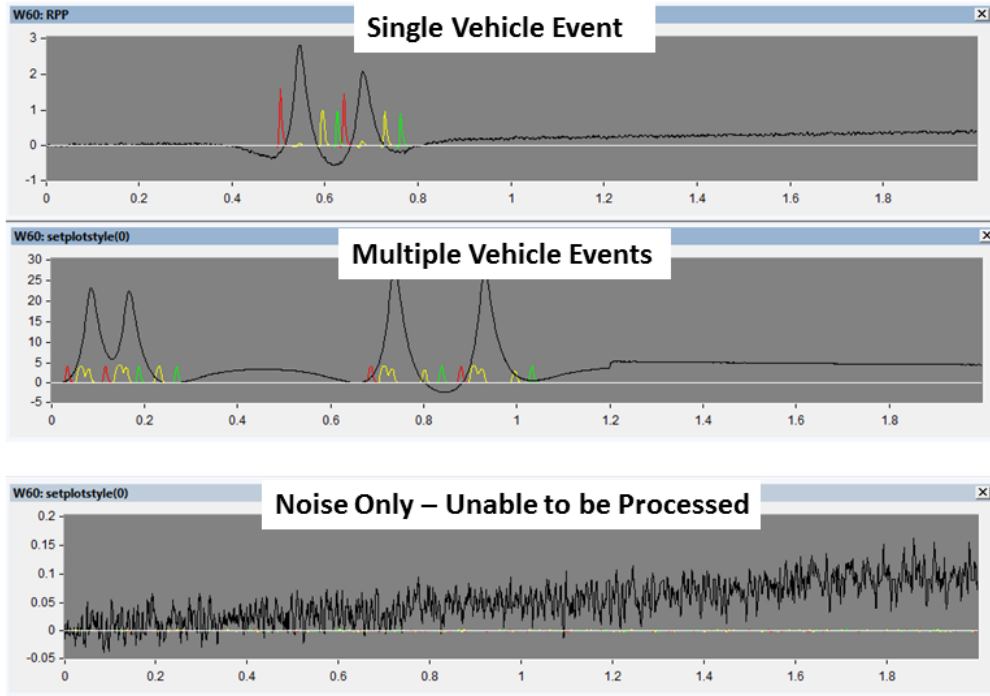 W60: RPP
Single Vehicle Event
3
2
1
0
-1
0 0.2 0.4 0.6 0.8 1 1.2 1.4 1.6 1.8
W60: setplotstyle(0)
Multiple Vehicle Events
30
25
20
15
10
5
0
-5
0 0.2 0.4 0.6 0.8 1 1.2 1.4 1.6 1.8
W60: setplotstyle(0)
Noise Only – Unable to be Processed
0.2
0.15
0.1
0.05
0
-0.05
0 0.2 0.4 0.6 0.8 1 1.2 1.4 1.6 1.8